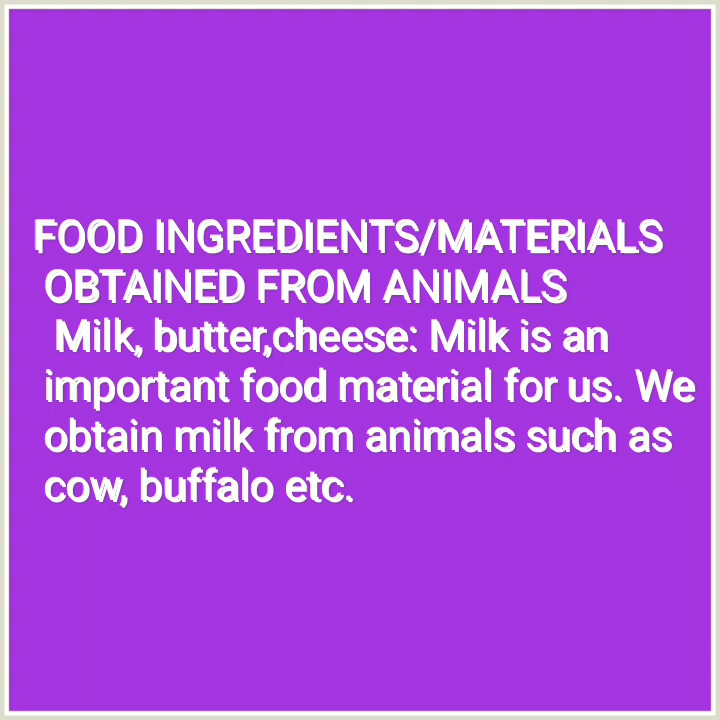 FOOD INGREDIENTS/MATERIALS
OBTAINED FROM ANIMALS
Milk, butter,cheese: Milk is an
important food material for us. We
obtain milk from animals such as
cow, buffalo etc.